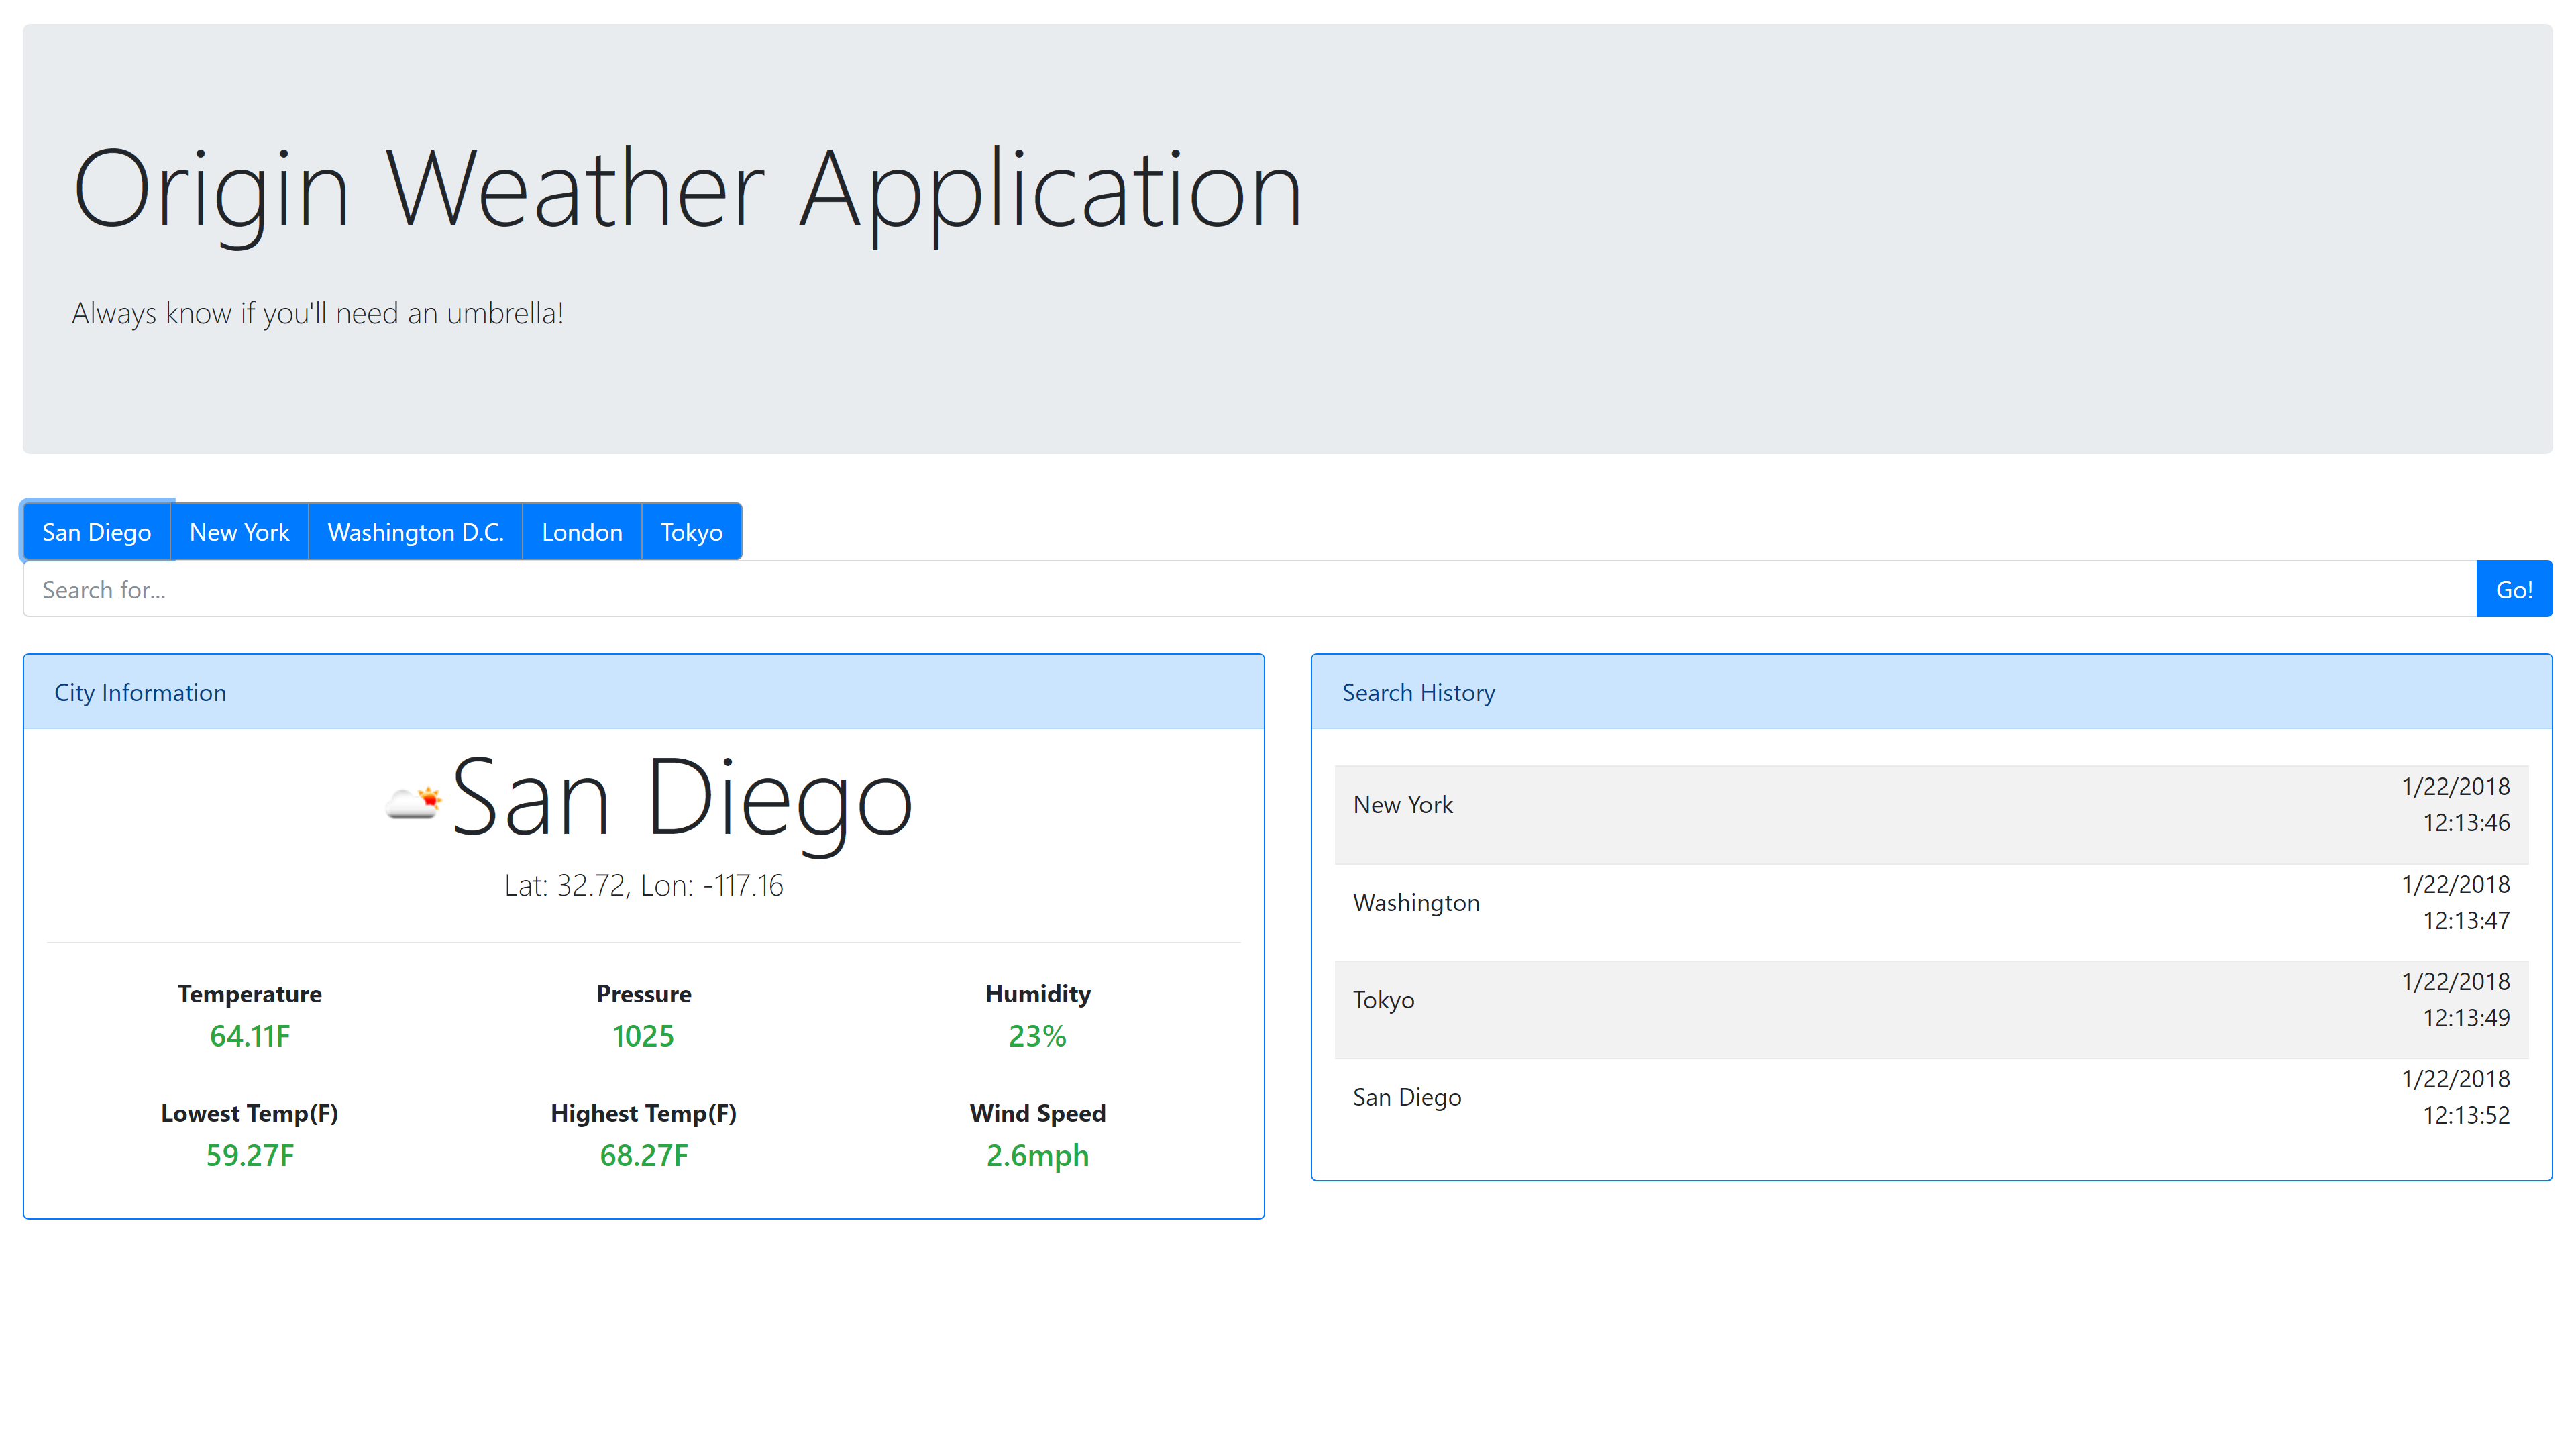 Origin Weather Application
Always know if you'll need an umbrella!
San Diego New York Washington D.C. London Tokyo
Search for... Go!
City Information
San Diego
Lat: 32.72, Lon: -117.16
Temperature Pressure Humidity
64.11F 1025 23%
Lowest Temp(F) Highest Temp(F) Wind Speed
59.27F 68.27F 2.6mph
Search History
New York 1/22/2018
12:13:46
Washington 1/22/2018
12:13:47
Tokyo 1/22/2018
12:13:49
San Diego 1/22/2018
12:13:52